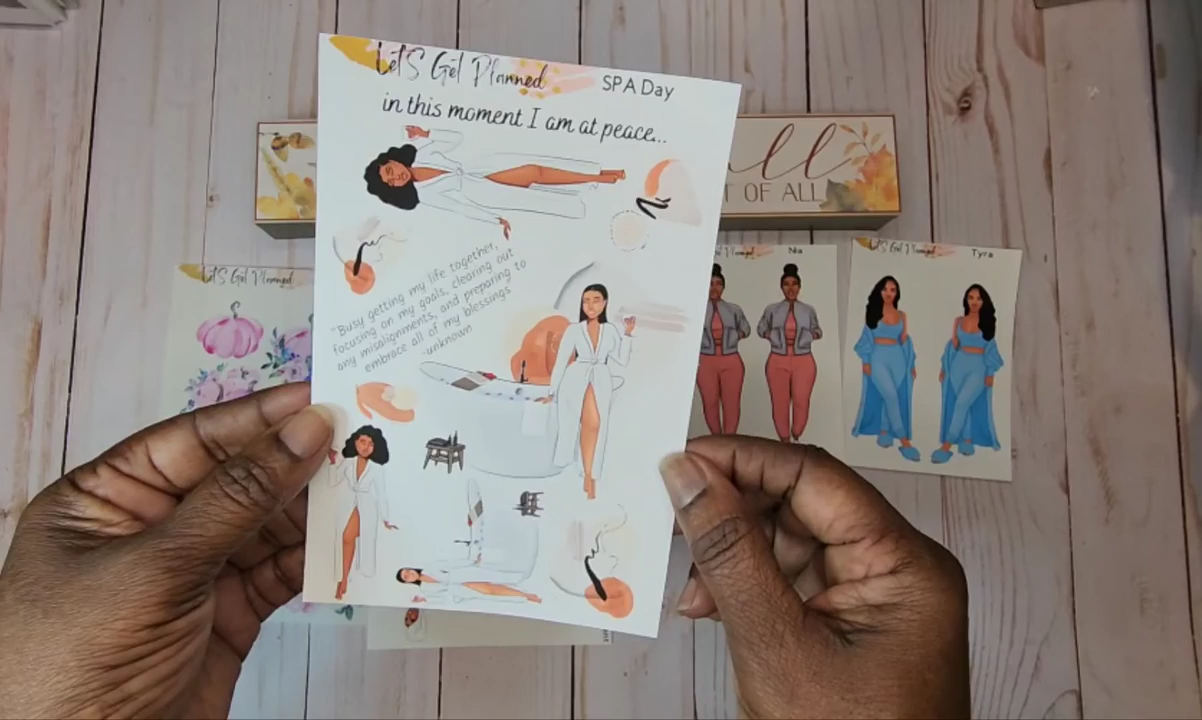 Let's Get Planned
SPA Day
in this moment I am at peace...
"Busy getting my life together,
focusing on my goals, clearing out
any misalignments, and preparing to
embrace all of my blessings"
-unknown
all
T OF ALL
Let's Get Planned
Planned
Nia
Let's Get Planned
Tyra